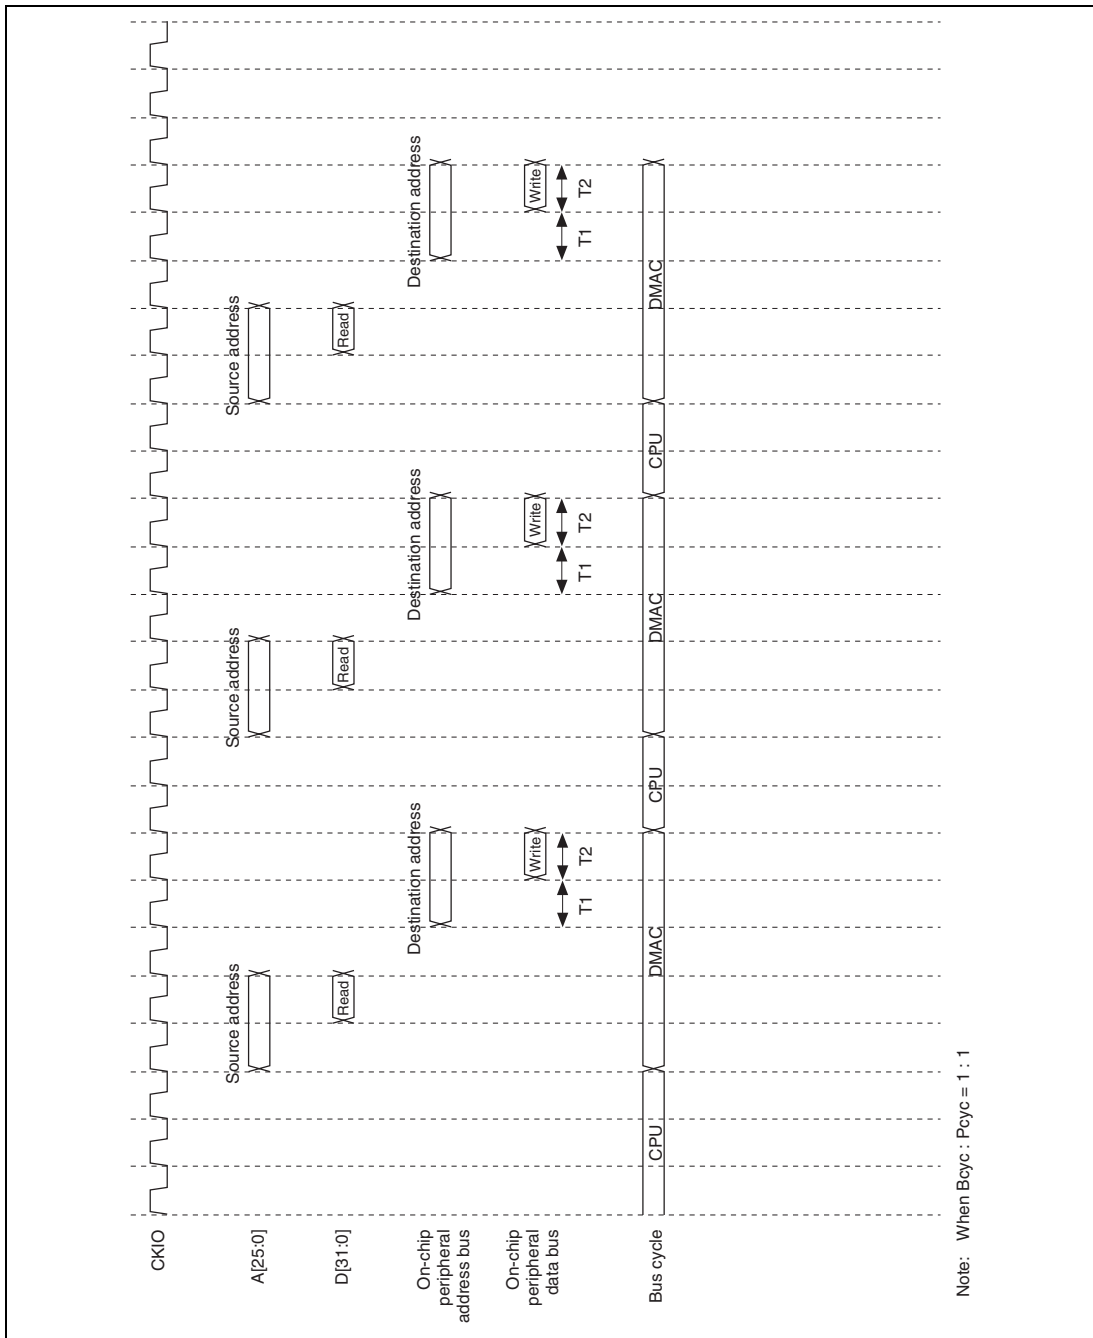 CKIO
A[25:0]
Source address
Source address
Source address
D[31:0]
Read
Read
Read
On-chip
peripheral
address bus
Destination address
Destination address
Destination address
On-chip
peripheral
data bus
Write
Write
Write
T1
T2
T1
T2
T1
T2
Bus cycle
CPU
DMAC
CPU
DMAC
CPU
DMAC
Note: When Bcyc : Pcyc = 1 : 1